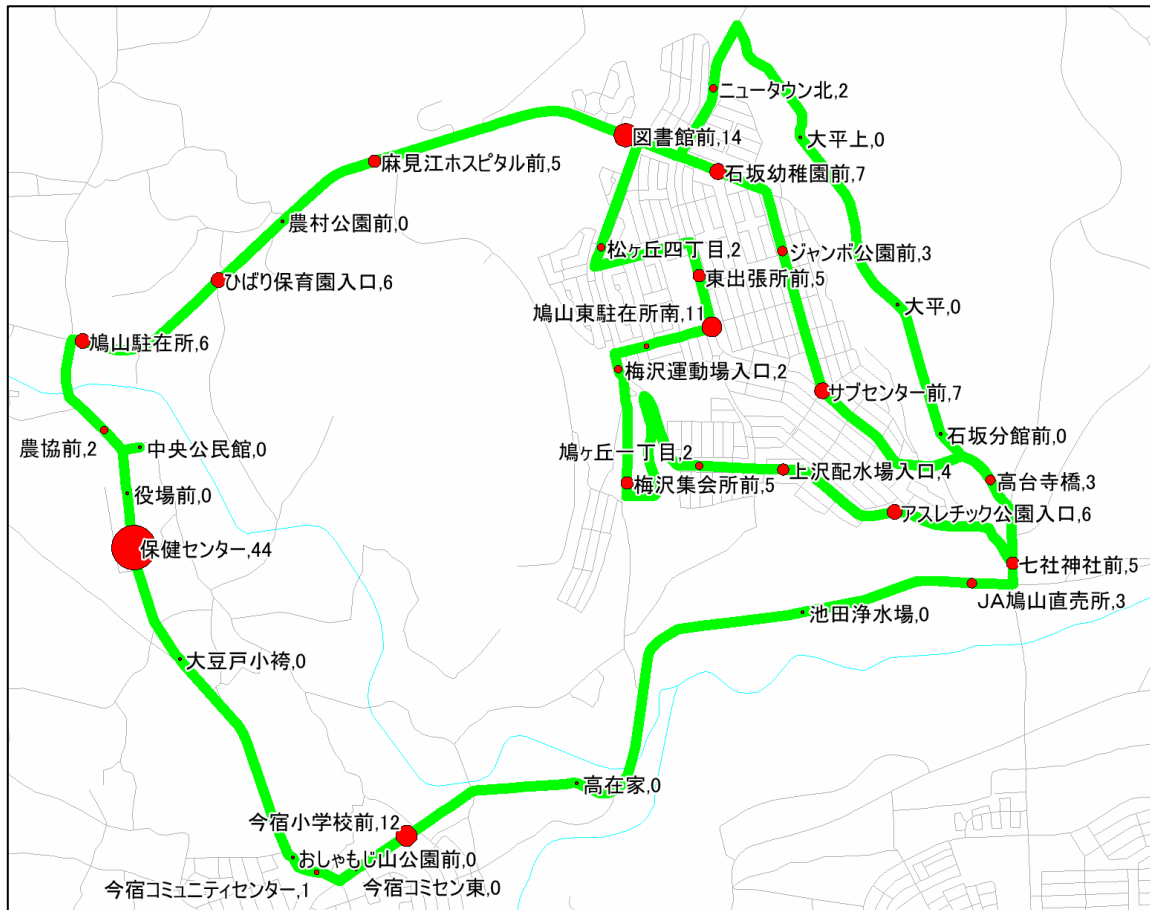 ニュータウン北,2
図書館前,14
大平上,0
麻見江ホスピタル前,5
石坂幼稚園前,7
農村公園前,0
松ヶ丘四丁目,2
ジャンボ公園前,3
ひばり保育園入口,6
東出張所前,5
大平,0
鳩山東駐在所南,11
鳩山駐在所,6
梅沢運動場入口,2
サブセンター前,7
農協前,2
中央公民館,0
石坂分館前,0
鳩ヶ丘一丁目,2
上沢配水場入口,4
高台寺橋,3
役場前,0
梅沢集会所前,5
アスレチック公園入口,6
保健センター,44
七社神社前,5
JA鳩山直売所,3
池田浄水場,0
大豆戸小袴,0
高在家,0
今宿小学校前,12
おしゃもじ山公園前,0
今宿コミュニティセンター,1
今宿コミセン東,0